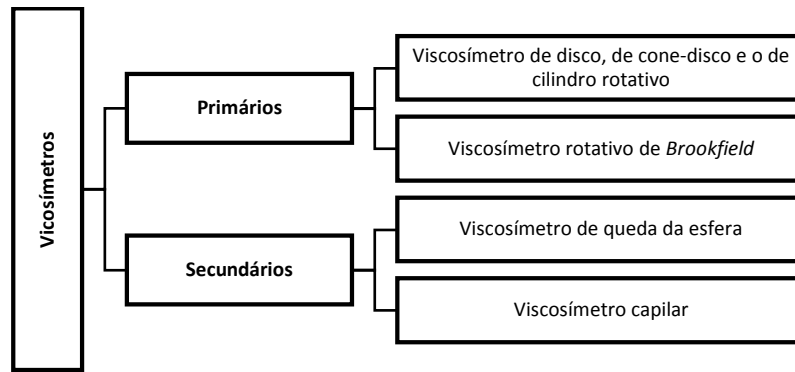 Vicosímetros
Primários
Viscosímetro de disco, de cone-disco e o de
cilindro rotativo
Viscosímetro rotativo de Brookfield
Secundários
Viscosímetro de queda da esfera
Viscosímetro capilar